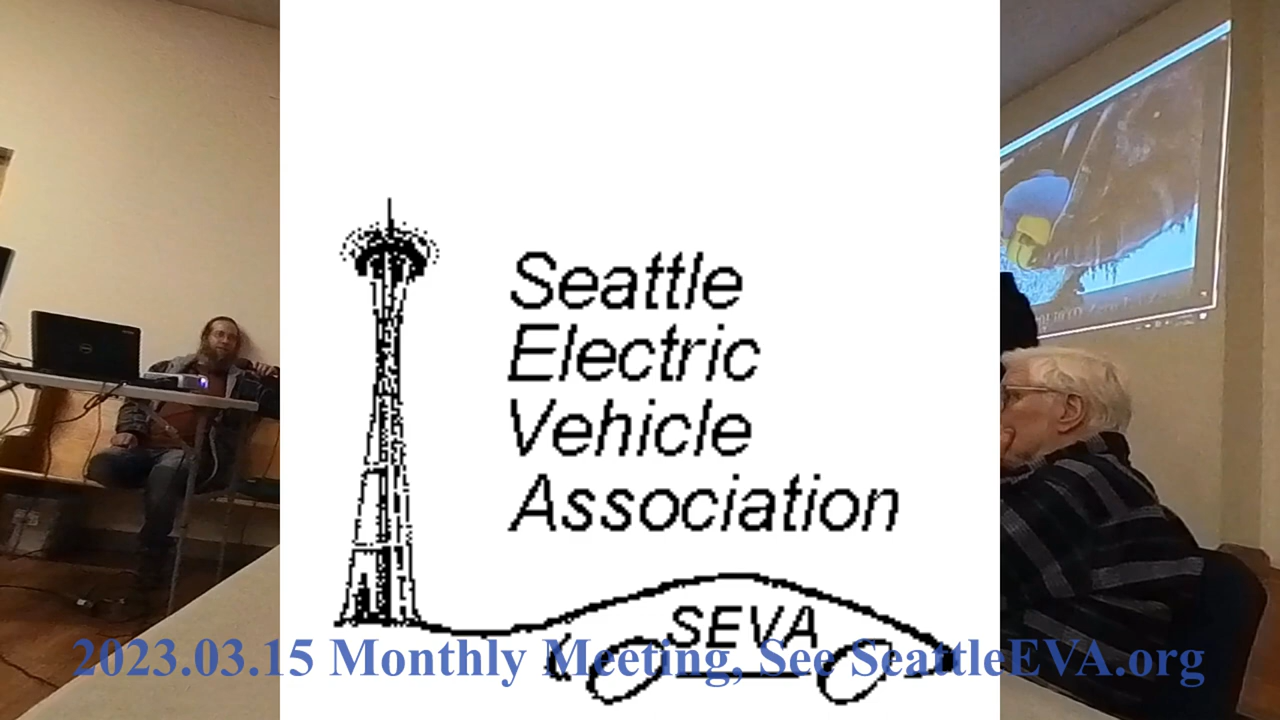 Seattle
Electric
Vehicle
Association
SEVA
2023.03.15 Monthly Meeting, See SeattleEVA.org